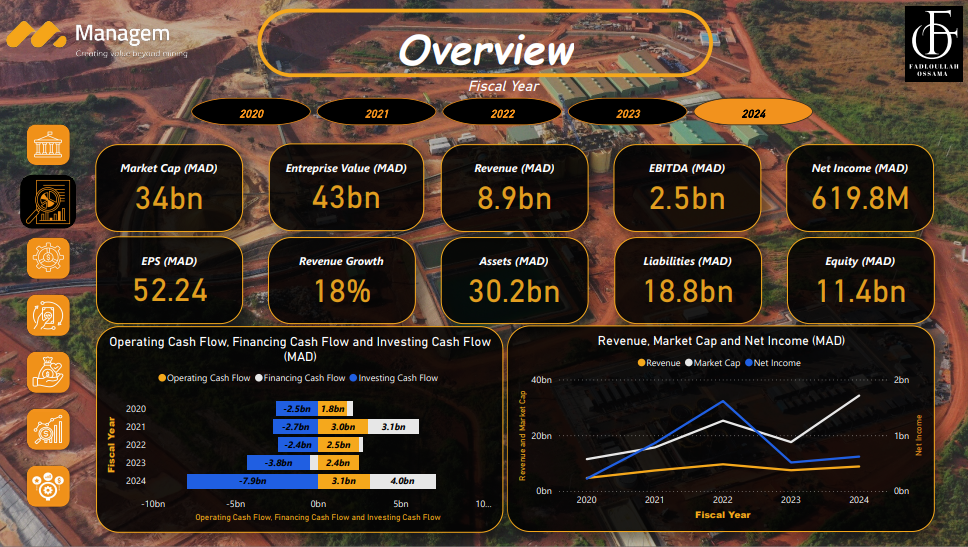 Managem
Creating value beyond mining
Overview
FADLOULLAH
OSSAMA
Fiscal Year
2020 2021 2022 2023 2024
Market Cap (MAD)
34bn
Entreprise Value (MAD)
43bn
Revenue (MAD)
8.9bn
EBITDA (MAD)
2.5bn
Net Income (MAD)
619.8M
EPS (MAD)
52.24
Revenue Growth
18%
Assets (MAD)
30.2bn
Liabilities (MAD)
18.8bn
Equity (MAD)
11.4bn
Operating Cash Flow, Financing Cash Flow and Investing Cash Flow
(MAD)
Operating Cash Flow Financing Cash Flow Investing Cash Flow
Fiscal Year
2020 -2.5bn 1.8bn
2021 -2.7bn 3.0bn 3.1bn
2022 -2.4bn 2.5bn
2023 -3.8bn 2.4bn
2024 -7.9bn 3.1bn 4.0bn
-10bn -5bn 0bn 5bn 10...
Operating Cash Flow, Financing Cash Flow and Investing Cash Flow
Revenue, Market Cap and Net Income (MAD)
Revenue Market Cap Net Income
Revenue and Market Cap
40bn 2bn
20bn 1bn
0bn 0bn
Net Income
2020 2021 2022 2023 2024
Fiscal Year